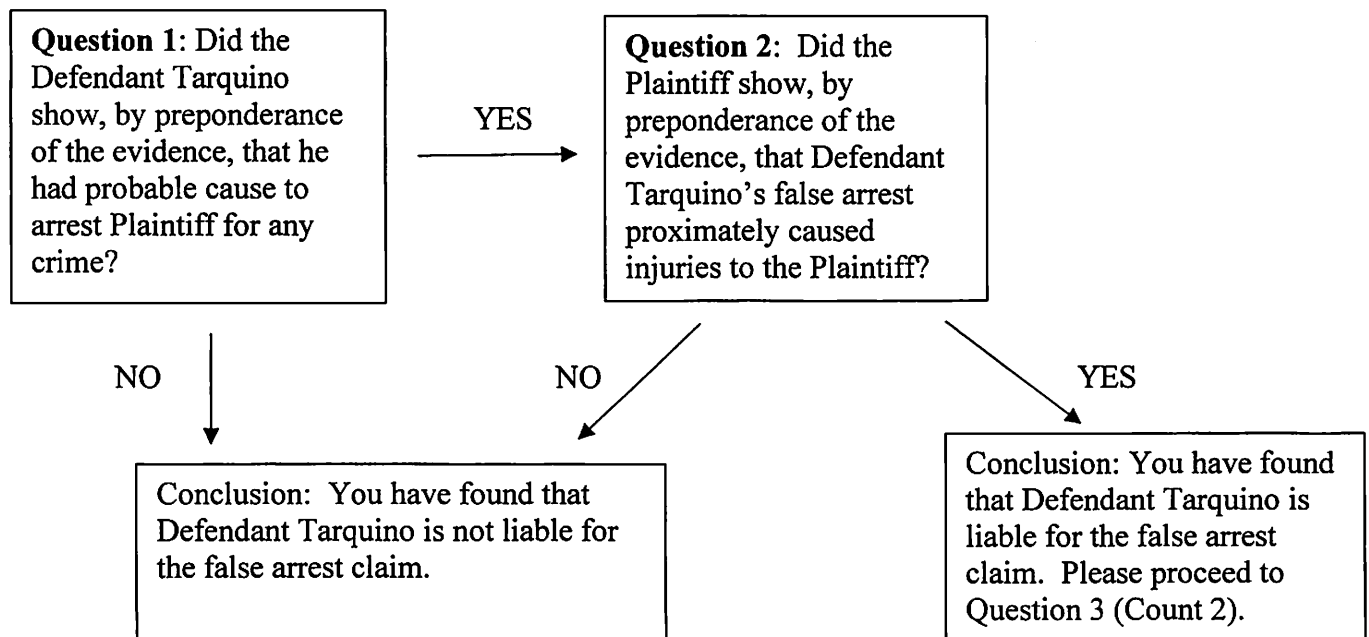 Question 1: Did the
Defendant Tarquino
show, by preponderance
of the evidence, that he
had probable cause to
arrest Plaintiff for any
crime?
YES
Question 2:  Did the
Plaintiff show, by
preponderance of the
evidence, that Defendant
Tarquino’s false arrest
proximately caused
injuries to the Plaintiff?
NO
NO
YES
Conclusion:  You have found that
Defendant Tarquino is not liable for
the false arrest claim.
Conclusion: You have found
that Defendant Tarquino is
liable for the false arrest
claim.  Please proceed to
Question 3 (Count 2).